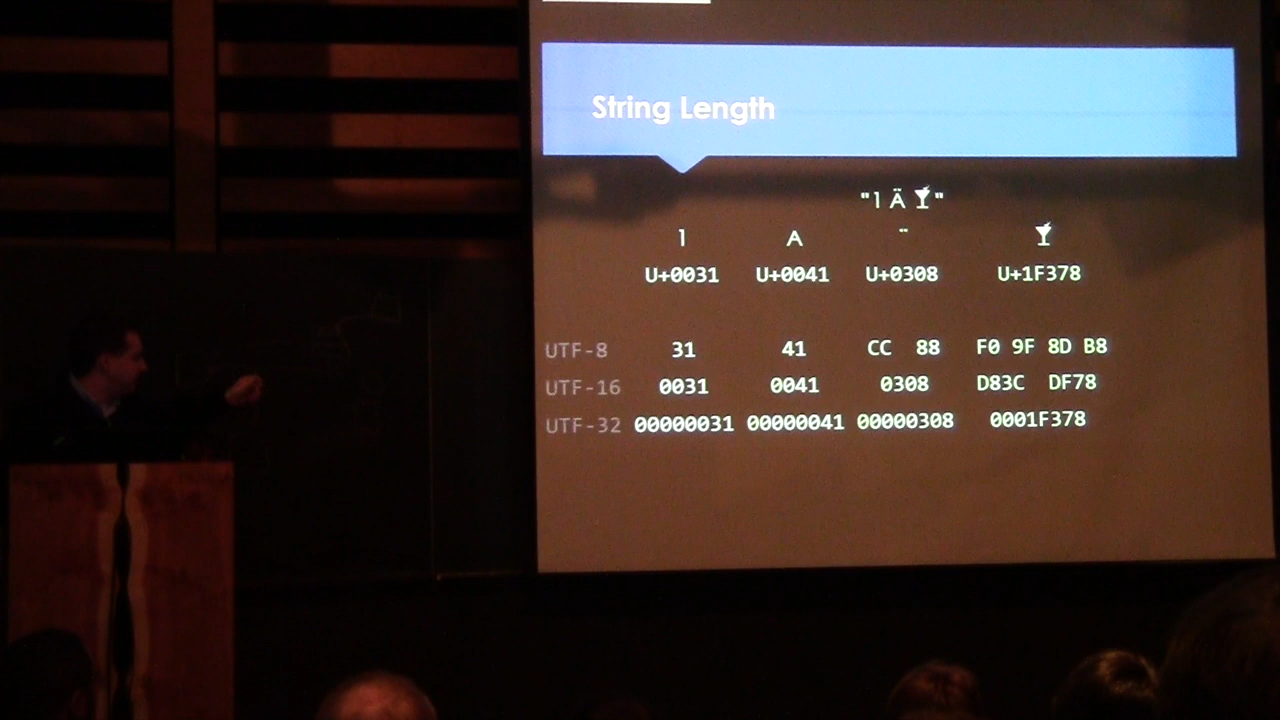 String Length
"1 Ä 🍸"
1 A ¨ 🍸
U+0031 U+0041 U+0308 U+1F378
UTF-8 31 41 CC 88 F0 9F 8D B8
UTF-16 0031 0041 0308 D83C DF78
UTF-32 00000031 00000041 00000308 0001F378